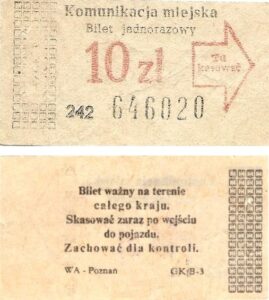 Komunikacja miejska
Bilet jednorazowy
10 zł
Tu
kasować
242 646020
Bilet ważny na terenie
całego kraju.
Skasować zaraz po wejściu
do pojazdu.
Zachować dla kontroli.
WA - Poznań GK/B-3